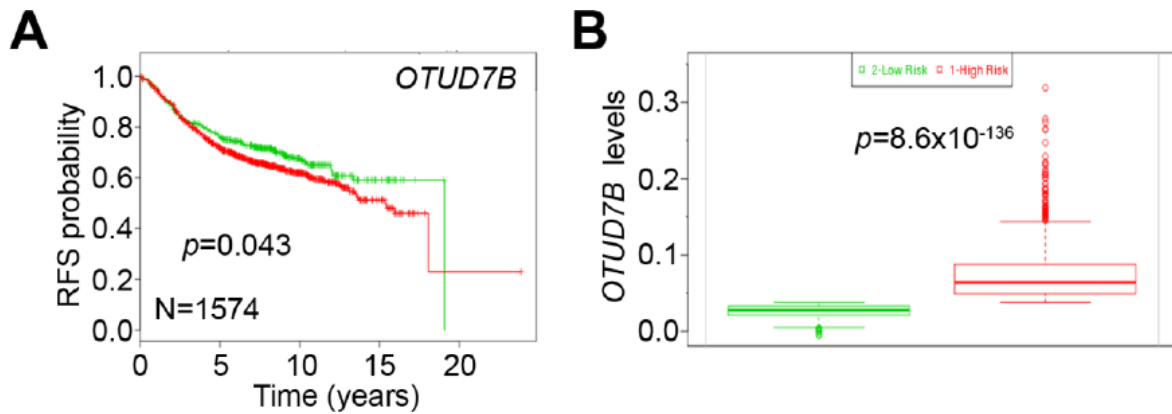 A
RFS probability
1.0
0.8
0.6
0.4
0.2
0.0
OTUD7B
p=0.043
N=1574
0 5 10 15 20
Time (years)
B
OTUD7B levels
0.3
0.2
0.1
0.0
2-Low Risk 1-High Risk
p=8.6x10⁻¹³⁶